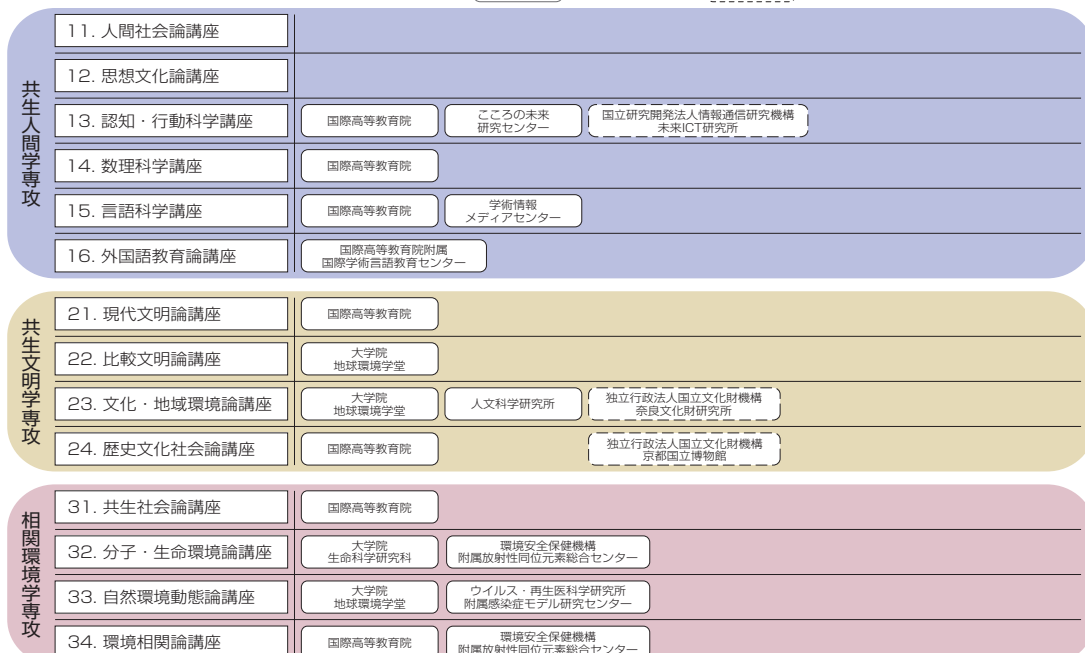 共生人間学専攻
11. 人間社会論講座
12. 思想文化論講座
13. 認知・行動科学講座
国際高等教育院
こころの未来
研究センター
国立研究開発法人情報通信研究機構
未来ICT研究所
14. 数理科学講座
国際高等教育院
15. 言語科学講座
国際高等教育院
学術情報
メディアセンター
16. 外国語教育論講座
国際高等教育院附属
国際学術言語教育センター
共生文明学専攻
21. 現代文明論講座
国際高等教育院
22. 比較文明論講座
大学院
地球環境学堂
23. 文化・地域環境論講座
大学院
地球環境学堂
人文科学研究所
独立行政法人国立文化財機構
奈良文化財研究所
24. 歴史文化社会論講座
国際高等教育院
独立行政法人国立文化財機構
京都国立博物館
相関環境学専攻
31. 共生社会論講座
国際高等教育院
32. 分子・生命環境論講座
大学院
生命科学研究科
環境安全保健機構
附属放射性同位元素総合センター
33. 自然環境動態論講座
大学院
地球環境学堂
ウイルス・再生医科学研究所
附属感染症モデル研究センター
34. 環境相関論講座
国際高等教育院
環境安全保健機構
附属放射性同位元素総合センター